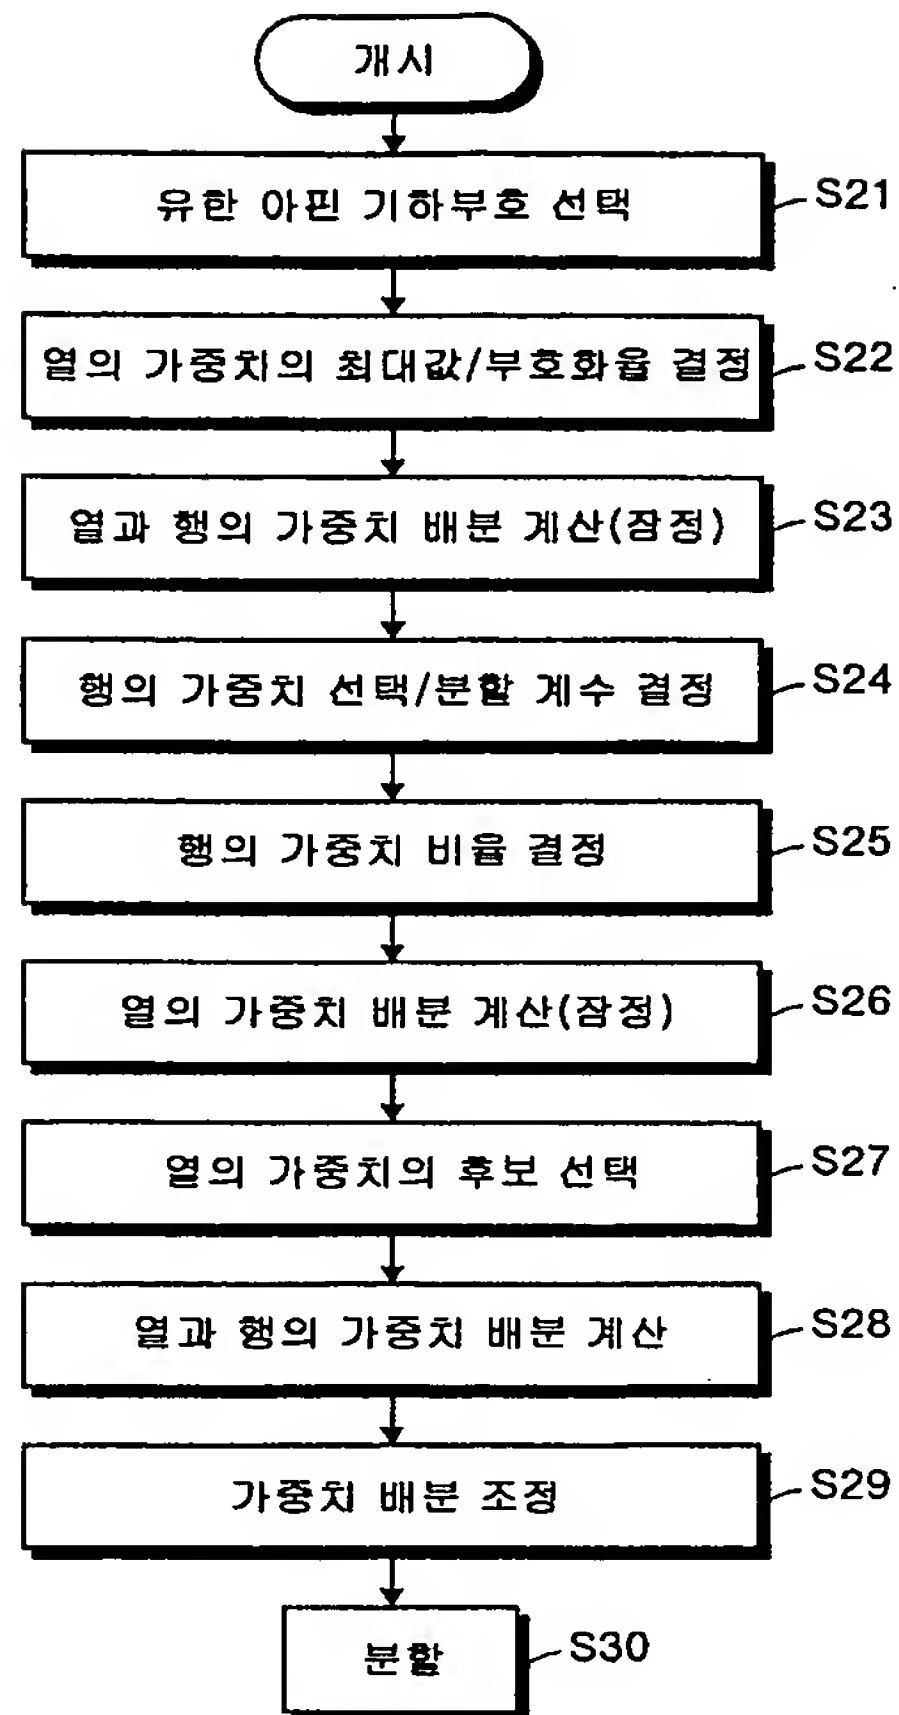 개시
유한 아핀 기하부호 선택
S21
열의 가중치의 최대값/부호화율 결정
S22
열과 행의 가중치 배분 계산(잠정)
S23
행의 가중치 선택/분할 계수 결정
S24
행의 가중치 비율 결정
S25
열의 가중치 배분 계산(잠정)
S26
열의 가중치의 후보 선택
S27
열과 행의 가중치 배분 계산
S28
가중치 배분 조정
S29
분할
S30